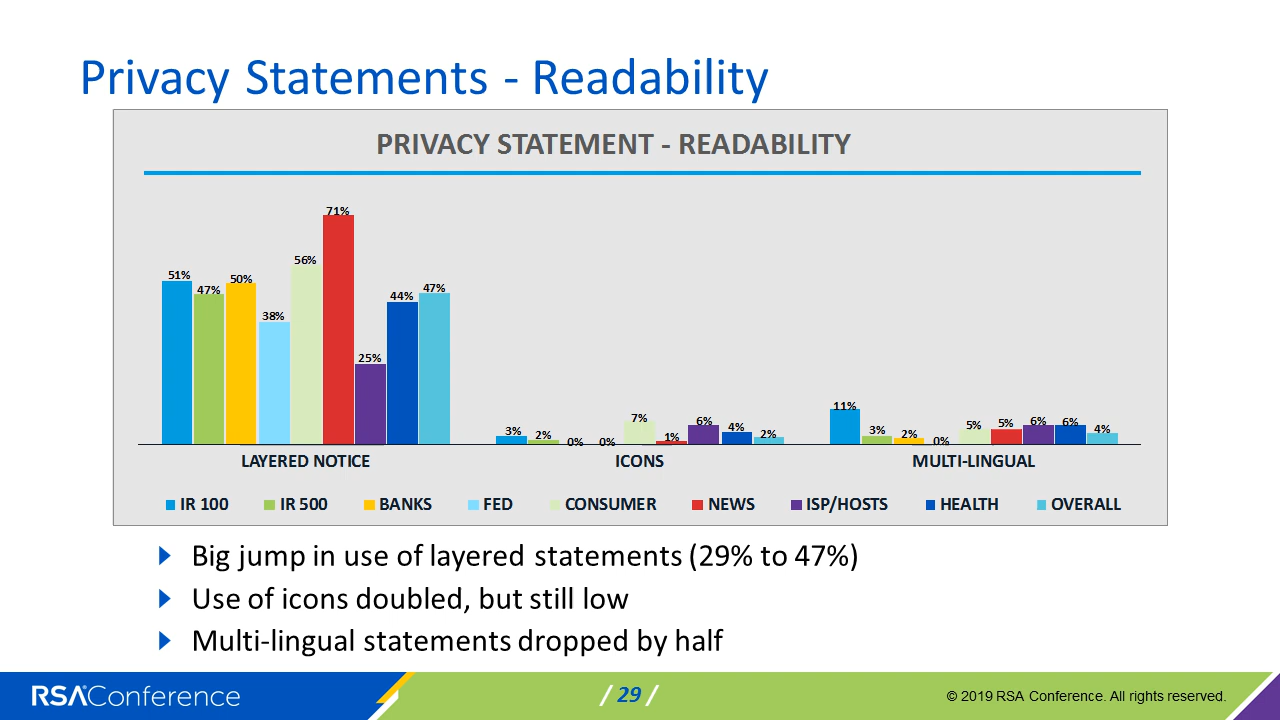 Privacy Statements - Readability
PRIVACY STATEMENT - READABILITY
51% 47% 50% 38% 56% 71% 25% 44% 47%
3% 2% 0% 0% 7% 1% 6% 4% 2%
11% 3% 2% 0% 5% 5% 6% 6% 4%
LAYERED NOTICE ICONS MULTI-LINGUAL
IR 100 IR 500 BANKS FED CONSUMER NEWS ISP/HOSTS HEALTH OVERALL
Big jump in use of layered statements (29% to 47%)
Use of icons doubled, but still low
Multi-lingual statements dropped by half
RSAConference / 29 / © 2019 RSA Conference. All rights reserved.